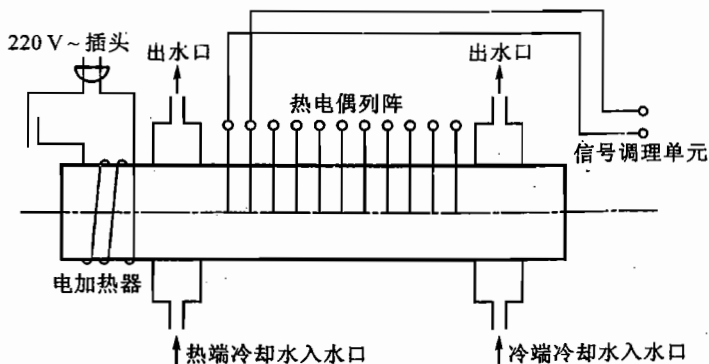 220 V～插头
出水口
出水口
热电偶列阵
信号调理单元
电加热器
热端冷却水入水口
冷端冷却水入水口